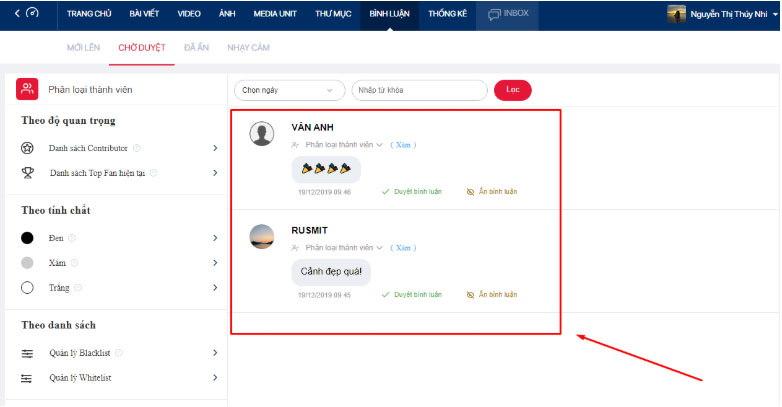 TRANG CHỦ BÀI VIẾT VIDEO ẢNH MEDIA UNIT THƯ MỤC BÌNH LUẬN THỐNG KÊ INBOX Nguyễn Thị Thúy Nhi
MỚI LÊN CHỜ DUYỆT ĐÃ ẨN NHẠY CẢM
Phân loại thành viên
Theo độ quan trọng
Danh sách Contributor
Danh sách Top Fan hiện tại
Theo tính chất
Đen
Xám
Trắng
Theo danh sách
Quản lý Blacklist
Quản lý Whitelist
Chọn ngày Nhập từ khóa Lọc
VÂN ANH
Phân loại thành viên ( Xám )
19/12/2019 09:46 Duyệt bình luận Ẩn bình luận
RUSMIT
Phân loại thành viên ( Xám )
Cảnh đẹp quá!
19/12/2019 09:45 Duyệt bình luận Ẩn bình luận